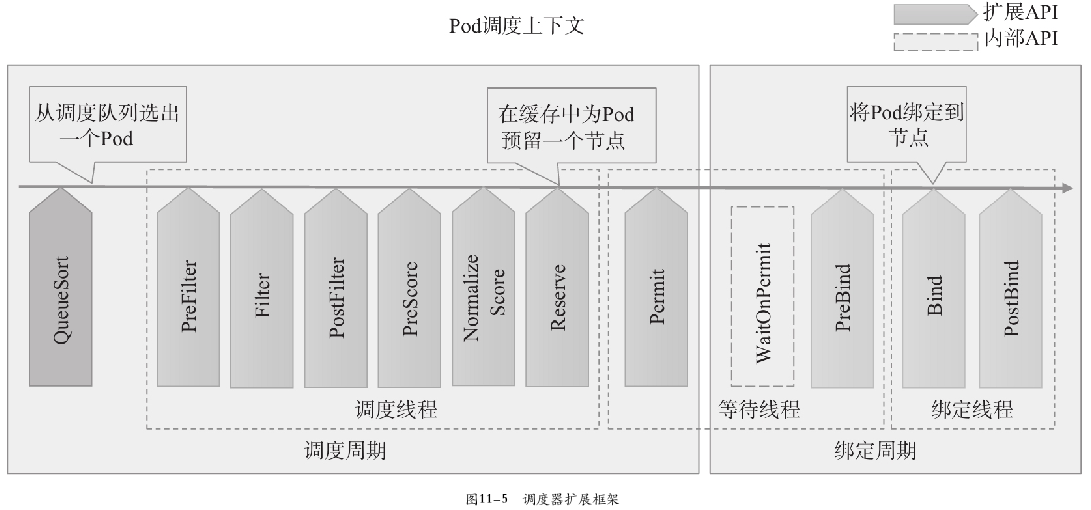 Pod调度上下文
扩展API
内部API
从调度队列选出
一个Pod
在缓存中为Pod
预留一个节点
将Pod绑定到
节点
QueueSort
PreFilter
Filter
PostFilter
PreScore
Normalize
Score
Reserve
Permit
WaitOnPermit
PreBind
Bind
PostBind
调度线程
等待线程
绑定线程
调度周期
绑定周期
图11-5 调度器扩展框架